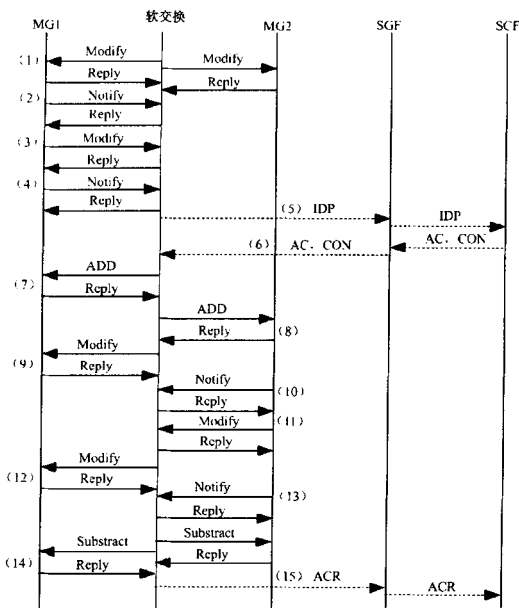 软交换
MG1 MG2 SGF SCF
Modify
(1) Modify
Reply Reply
(2) Notify
Reply
(3) Modify
Reply
(4) Notify
Reply (5) IDP
IDP
(6) AC, CON AC, CON
ADD
(7) Reply
ADD
Reply (8)
Modify
(9) Reply
Notify (10)
Reply
Modify (11)
Reply
Modify
(12) Reply Notify (13)
Reply
Substract Substract
(14) Reply Reply
(15) ACR ACR